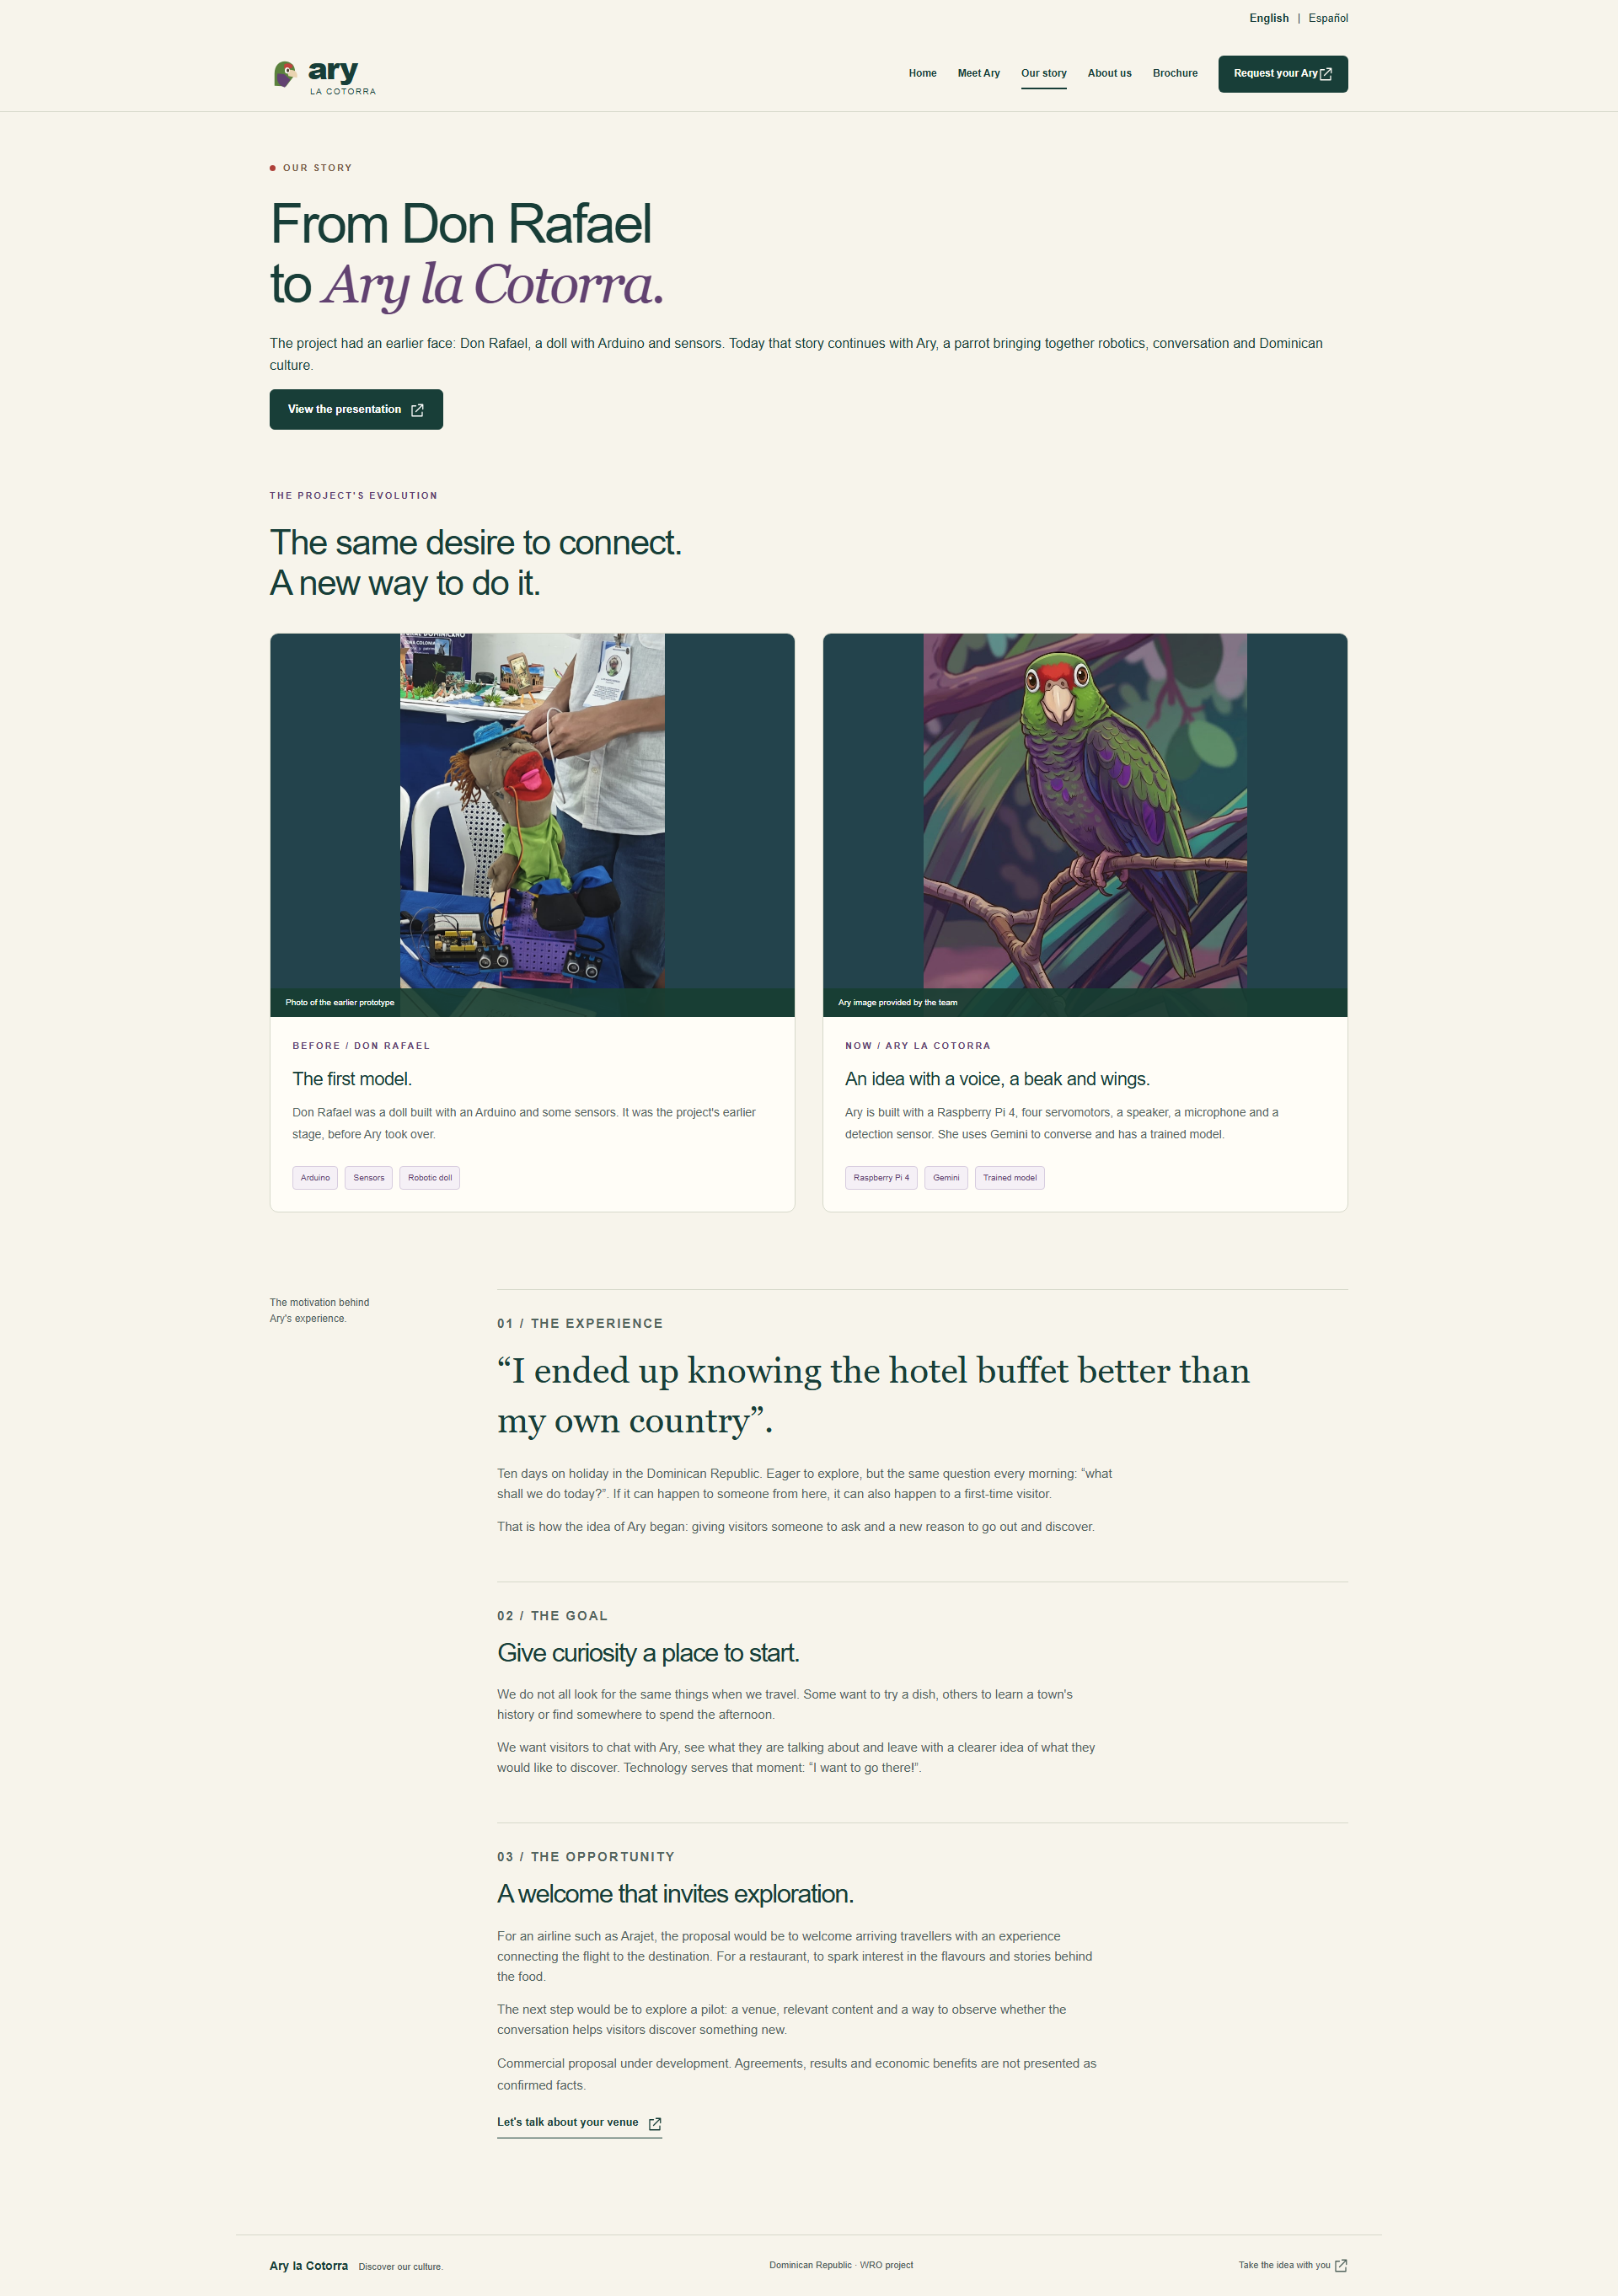 English | Español
ary
LA COTORRA
Home Meet Ary Our story About us Brochure Request your Ary
OUR STORY
From Don Rafael
to Ary la Cotorra.
The project had an earlier face: Don Rafael, a doll with Arduino and sensors. Today that story continues with Ary, a parrot bringing together robotics, conversation and Dominican
culture.
View the presentation
THE PROJECT'S EVOLUTION
The same desire to connect.
A new way to do it.
Photo of the earlier prototype
BEFORE / DON RAFAEL
The first model.
Don Rafael was a doll built with an Arduino and some sensors. It was the project's earlier
stage, before Ary took over.
Arduino Sensors Robotic doll
Ary image provided by the team
NOW / ARY LA COTORRA
An idea with a voice, a beak and wings.
Ary is built with a Raspberry Pi 4, four servomotors, a speaker, a microphone and a
detection sensor. She uses Gemini to converse and has a trained model.
Raspberry Pi 4 Gemini Trained model
The motivation behind
Ary's experience.
01 / THE EXPERIENCE
“I ended up knowing the hotel buffet better than
my own country”.
Ten days on holiday in the Dominican Republic. Eager to explore, but the same question every morning: “what
shall we do today?”. If it can happen to someone from here, it can also happen to a first-time visitor.
That is how the idea of Ary began: giving visitors someone to ask and a new reason to go out and discover.
02 / THE GOAL
Give curiosity a place to start.
We do not all look for the same things when we travel. Some want to try a dish, others to learn a town's
history or find somewhere to spend the afternoon.
We want visitors to chat with Ary, see what they are talking about and leave with a clearer idea of what they
would like to discover. Technology serves that moment: “I want to go there!”.
03 / THE OPPORTUNITY
A welcome that invites exploration.
For an airline such as Arajet, the proposal would be to welcome arriving travellers with an experience
connecting the flight to the destination. For a restaurant, to spark interest in the flavours and stories behind
the food.
The next step would be to explore a pilot: a venue, relevant content and a way to observe whether the
conversation helps visitors discover something new.
Commercial proposal under development. Agreements, results and economic benefits are not presented as
confirmed facts.
Let's talk about your venue
Ary la Cotorra Discover our culture.
Dominican Republic · WRO project
Take the idea with you